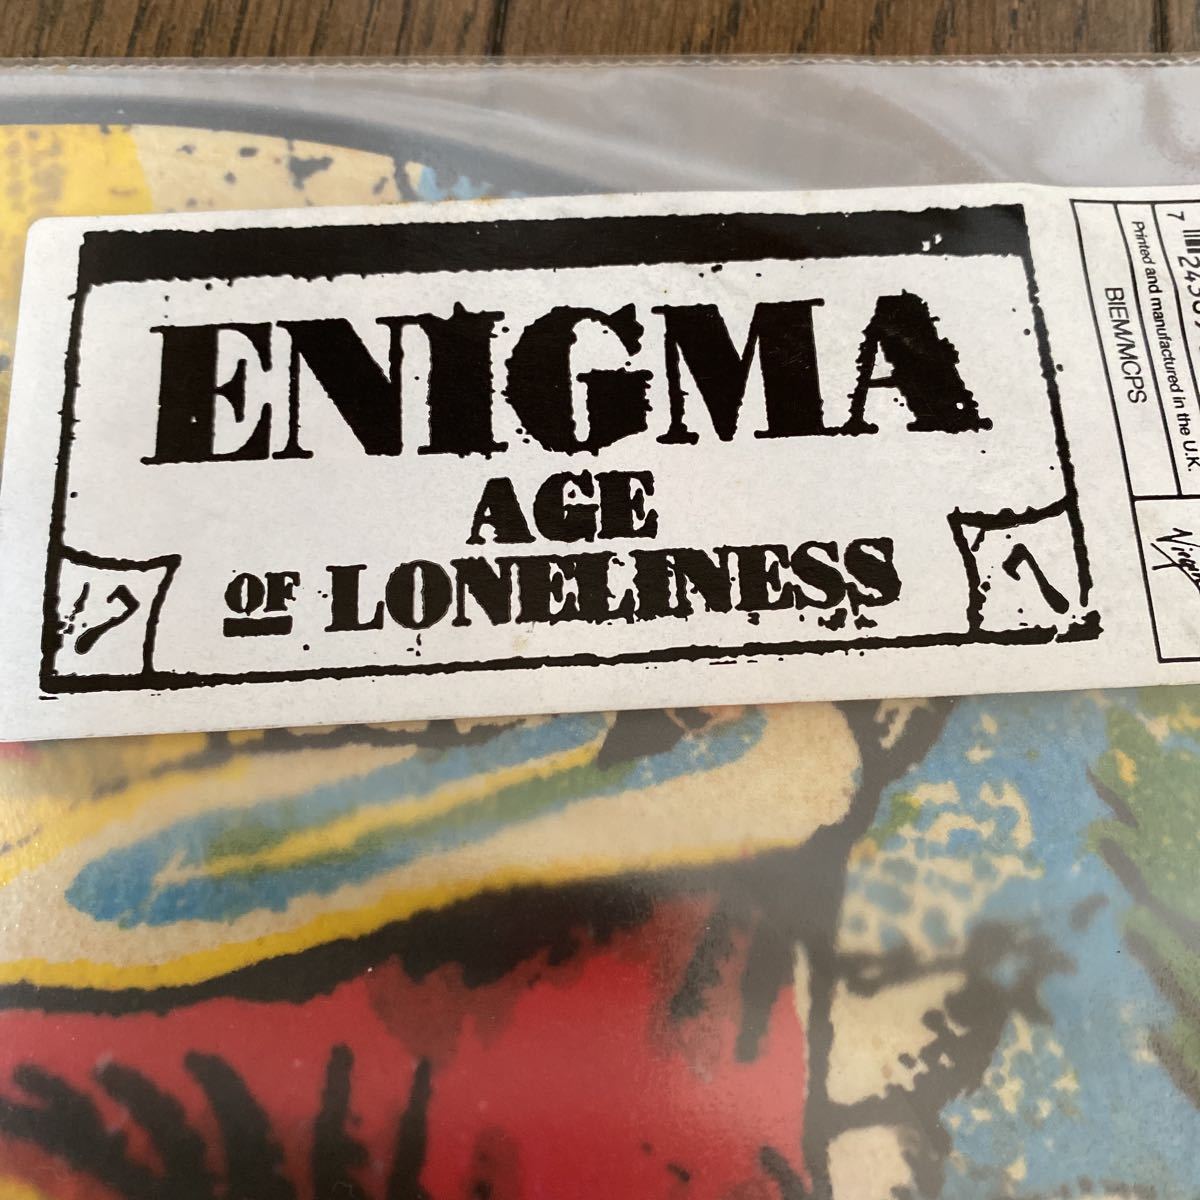 ENIGMA
AGE
OF LONELINESS
Printed and manufactured in the U.K.
BIEM/MCPS